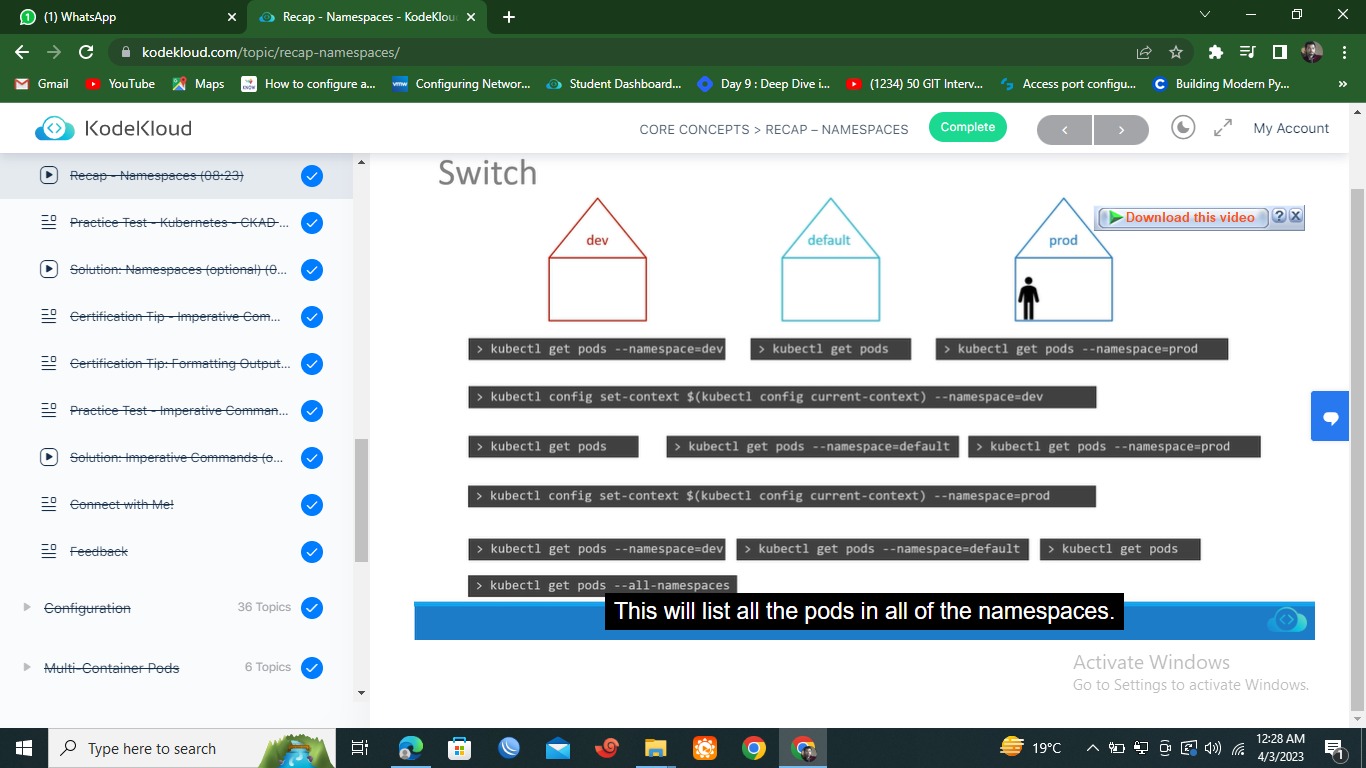 (1) WhatsApp
Recap - Namespaces - KodeKlou
kodekloud.com/topic/recap-namespaces/
Gmail
YouTube
Maps
How to configure a...
Configuring Networ...
Student Dashboard...
Day 9 : Deep Dive i...
(1234) 50 GIT Interv...
Access port configu...
Building Modern Py...
»
KodeKloud
CORE CONCEPTS > RECAP – NAMESPACES
Complete
My Account
Recap - Namespaces (08:23)
Practice Test - Kubernetes - CKAD ...
Solution: Namespaces (optional) (0...
Certification Tip - Imperative Com...
Certification Tip: Formatting Output...
Practice Test - Imperative Comman...
Solution: Imperative Commands (o...
Connect with Me!
Feedback
Configuration 36 Topics
Multi-Container Pods 6 Topics
Switch
dev
default
prod
Download this video
> kubectl get pods --namespace=dev
> kubectl get pods
> kubectl get pods --namespace=prod
> kubectl config set-context $(kubectl config current-context) --namespace=dev
> kubectl get pods
> kubectl get pods --namespace=default
> kubectl get pods --namespace=prod
> kubectl config set-context $(kubectl config current-context) --namespace=prod
> kubectl get pods --namespace=dev
> kubectl get pods --namespace=default
> kubectl get pods
> kubectl get pods --all-namespaces
This will list all the pods in all of the namespaces.
Activate Windows
Go to Settings to activate Windows.
Type here to search
19°C
12:28 AM
4/3/2023
1